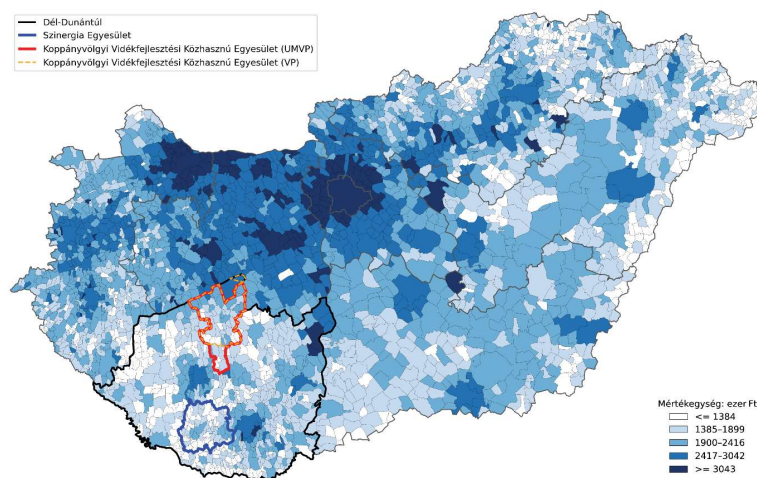 Dél-Dunántúl
Szinergia Egyesület
Koppányvölgyi Vidékfejlesztési Közhasznú Egyesület (UMVP)
Koppányvölgyi Vidékfejlesztési Közhasznú Egyesület (VP)
Mértékegység: ezer Ft
<= 1384
1385–1899
1900–2416
2417–3042
>= 3043